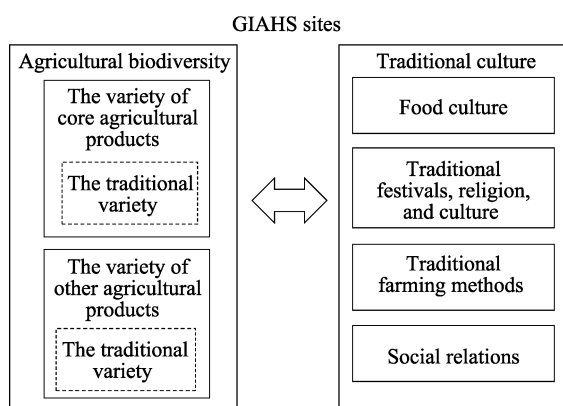 GIAHS sites
Agricultural biodiversity
The variety of
core agricultural
products
The traditional
variety
The variety of
other agricultural
products
The traditional
variety
Traditional culture
Food culture
Traditional
festivals, religion,
and culture
Traditional
farming methods
Social relations